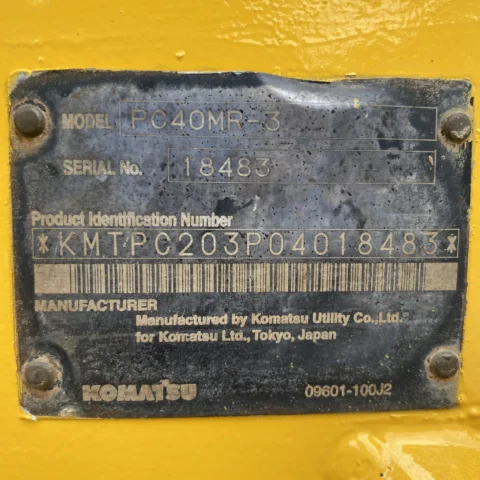 MODEL PC40MR-3
SERIAL No. 18483
Product Identification Number
*KMTPC203P04018483*
MANUFACTURER
Manufactured by Komatsu Utility Co.,Ltd.
for Komatsu Ltd., Tokyo, Japan
KOMATSU 09601-100J2